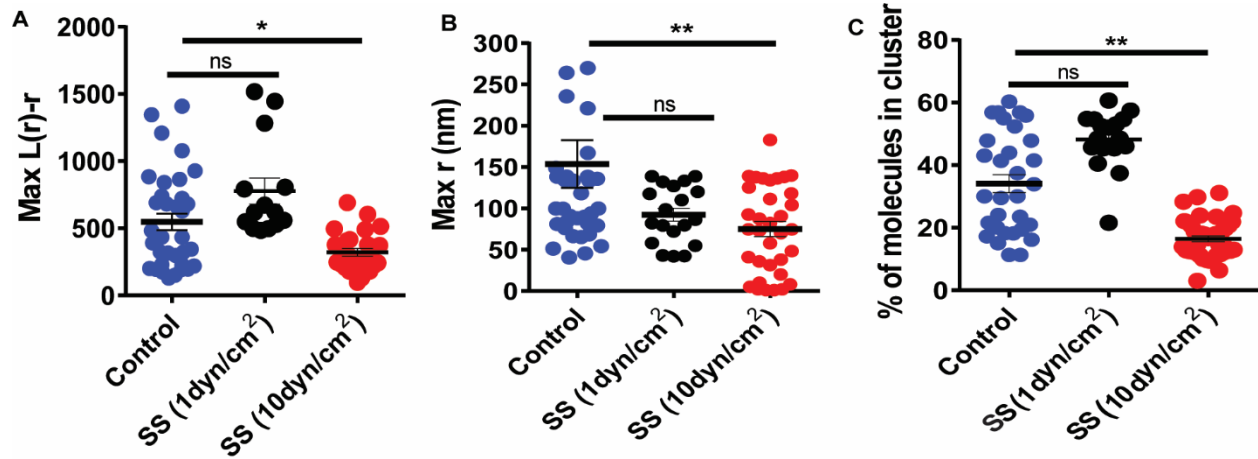 A
Max L(r)-r
2000
1500
1000
500
0
*
ns
Control
SS (1dyn/cm²)
SS (10dyn/cm²)
B
Max r (nm)
300
250
200
150
100
50
0
**
ns
Control
SS (1dyn/cm²)
SS (10dyn/cm²)
C
% of molecules in cluster
80
60
40
20
0
**
ns
Control
SS(1dyn/cm²)
SS (10dyn/cm²)